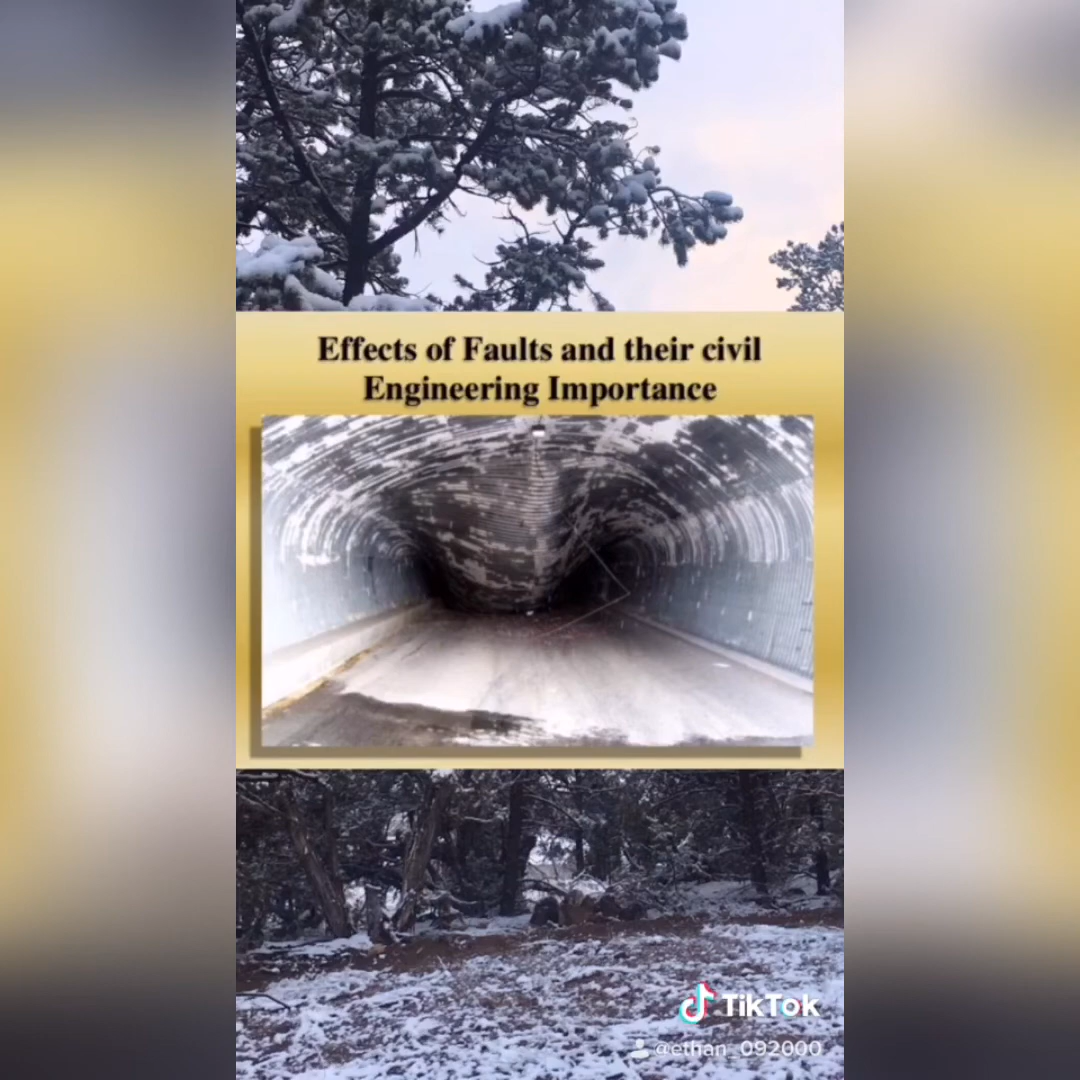 Effects of Faults and their civil
Engineering Importance
TikTok
@ethan_092000